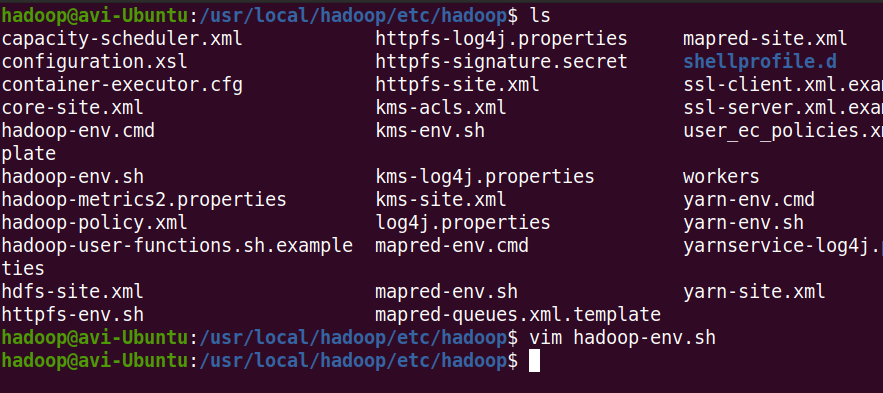 hadoop@avi-Ubuntu:/usr/local/hadoop/etc/hadoop$ ls
capacity-scheduler.xml httpfs-log4j.properties mapred-site.xml
configuration.xsl httpfs-signature.secret shellprofile.d
container-executor.cfg httpfs-site.xml ssl-client.xml.exa
core-site.xml kms-acls.xml ssl-server.xml.exa
hadoop-env.cmd kms-env.sh user_ec_policies.x
plate
hadoop-env.sh kms-log4j.properties workers
hadoop-metrics2.properties kms-site.xml yarn-env.cmd
hadoop-policy.xml log4j.properties yarn-env.sh
hadoop-user-functions.sh.example mapred-env.cmd yarnservice-log4j.
ties
hdfs-site.xml mapred-env.sh yarn-site.xml
httpfs-env.sh mapred-queues.xml.template
hadoop@avi-Ubuntu:/usr/local/hadoop/etc/hadoop$ vim hadoop-env.sh
hadoop@avi-Ubuntu:/usr/local/hadoop/etc/hadoop$